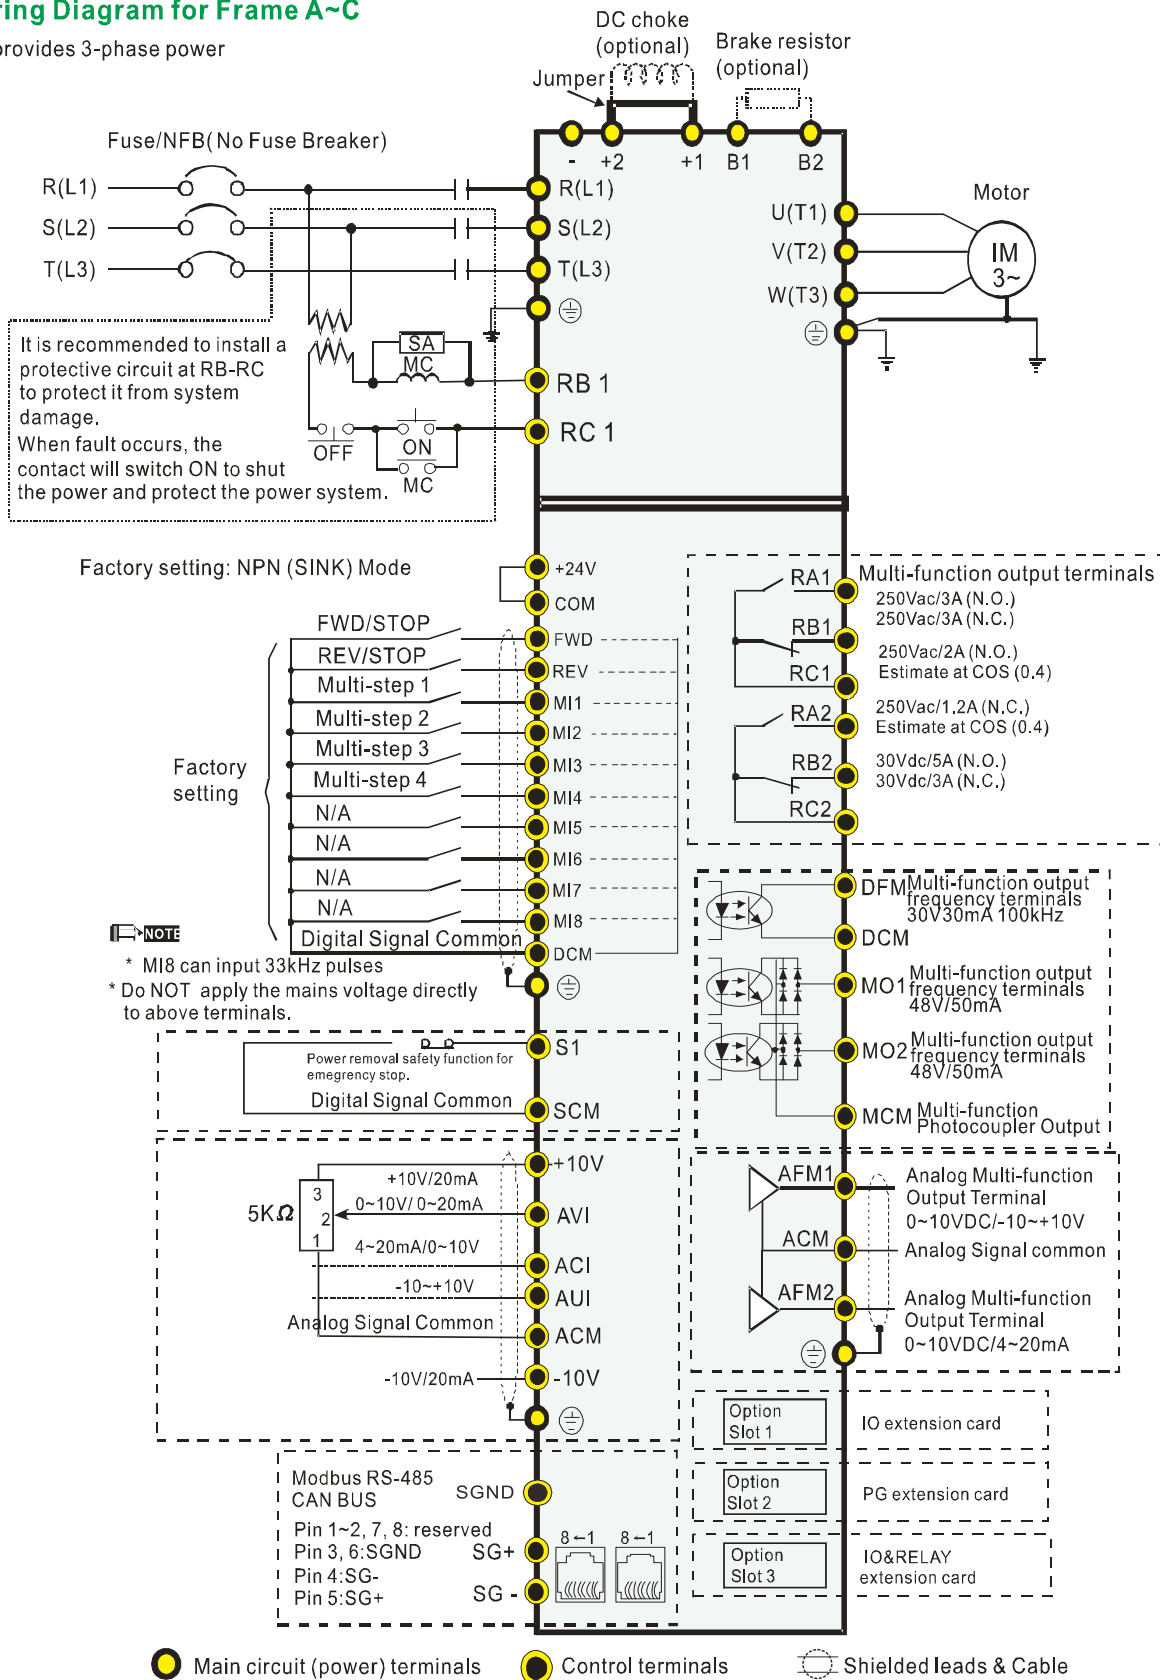 ring Diagram for Frame A~C
provides 3-phase power
DC choke
(optional)
Brake resistor
(optional)
Jumper
Fuse/NFB(No Fuse Breaker)
- +2 +1 B1 B2
R(L1)
S(L2)
T(L3)
R(L1)
S(L2)
T(L3)
U(T1)
V(T2)
W(T3)
Motor
IM
3~
It is recommended to install a
protective circuit at RB-RC
to protect it from system
damage.
When fault occurs, the
contact will switch ON to shut
the power and protect the power system.
SA
MC
OFF
ON
MC
RB 1
RC 1
Factory setting: NPN (SINK) Mode
+24V
COM
FWD/STOP
FWD
REV/STOP
REV
Multi-step 1
MI1
Multi-step 2
MI2
Multi-step 3
MI3
Multi-step 4
MI4
N/A
MI5
N/A
MI6
N/A
MI7
N/A
MI8
Digital Signal Common
DCM
Factory
setting
NOTE
* MI8 can input 33kHz pulses
* Do NOT apply the mains voltage directly
to above terminals.
RA1
RB1
RC1
RA2
RB2
RC2
Multi-function output terminals
250Vac/3A (N.O.)
250Vac/3A (N.C.)
250Vac/2A (N.O.)
Estimate at COS (0.4)
250Vac/1.2A (N.C.)
Estimate at COS (0.4)
30Vdc/5A (N.O.)
30Vdc/3A (N.C.)
DFM
Multi-function output
frequency terminals
30V30mA 100kHz
DCM
MO1
Multi-function output
frequency terminals
48V/50mA
MO2
Multi-function output
frequency terminals
48V/50mA
MCM
Multi-function
Photocoupler Output
S1
Power removal safety function for
emegrency stop.
Digital Signal Common
SCM
+10V
+10V/20mA
5KΩ
3
2
1
0~10V/ 0~20mA
AVI
4~20mA/0~10V
ACI
-10~+10V
AUI
Analog Signal Common
ACM
-10V/20mA
-10V
AFM1
Analog Multi-function
Output Terminal
0~10VDC/-10~+10V
ACM
Analog Signal common
AFM2
Analog Multi-function
Output Terminal
0~10VDC/4~20mA
Option
Slot 1
IO extension card
Option
Slot 2
PG extension card
Option
Slot 3
IO&RELAY
extension card
Modbus RS-485
CAN BUS
SGND
Pin 1~2, 7, 8: reserved
Pin 3, 6:SGND
Pin 4:SG-
Pin 5:SG+
SG+
SG -
8←1
8←1
Main circuit (power) terminals
Control terminals
Shielded leads & Cable